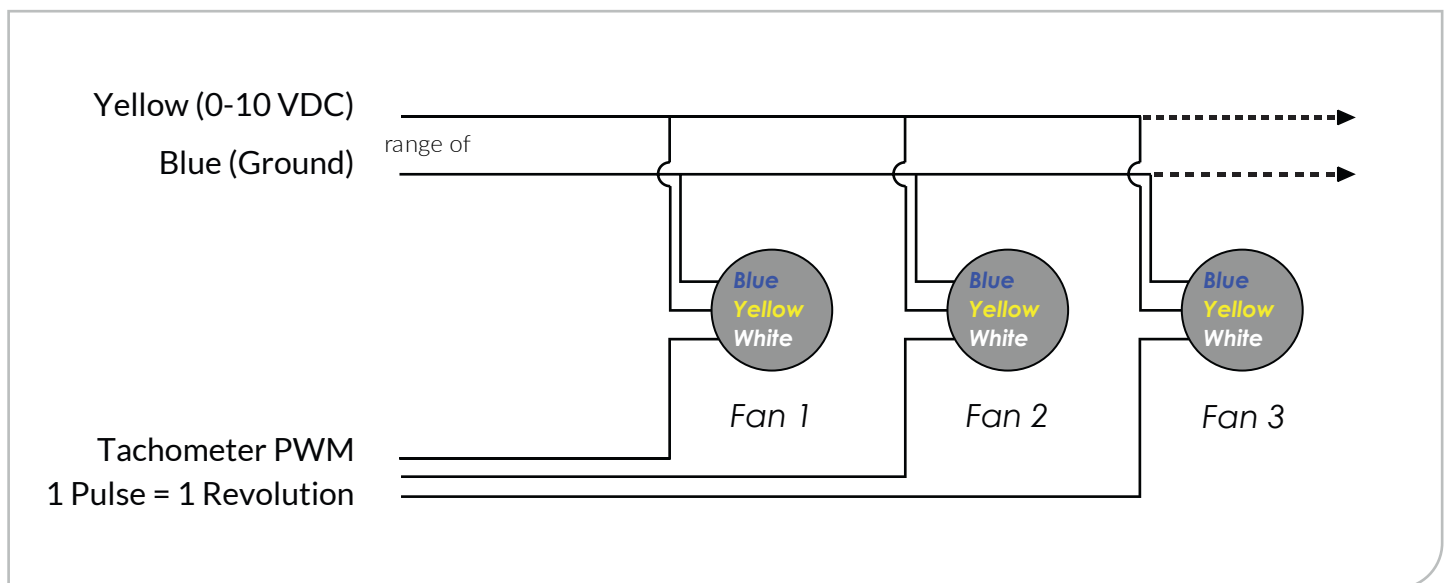 Yellow (0-10 VDC)
range of
Blue (Ground)
Blue
Yellow
White
Fan 1
Blue
Yellow
White
Fan 2
Blue
Yellow
White
Fan 3
Tachometer PWM
1 Pulse = 1 Revolution